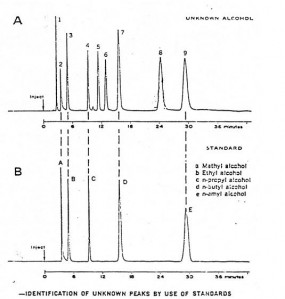 A
UNKNOWN ALCOHOL
1
2
3
4
5
6
7
8
9
Inject
0 6 12 18 24 30 36 minutes
STANDARD
a Methyl alcohol
b Ethyl alcohol
c n-propyl alcohol
d n-butyl alcohol
e n-amyl alcohol
B
A
B
C
D
E
Inject
0 6 12 18 24 30 36 minutes
—IDENTIFICATION OF UNKNOWN PEAKS BY USE OF STANDARDS